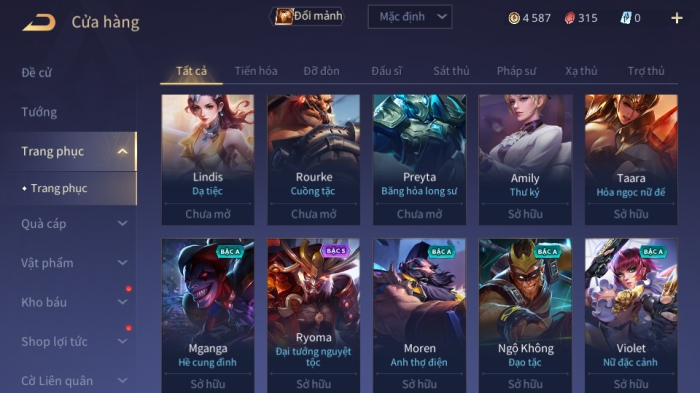 Cửa hàng
Đổi mảnh
Mặc định
4 587
315
0
Đề cử
Tướng
Trang phục
Trang phục
Quà cáp
Vật phẩm
Kho báu
Shop lợi tức
Cờ Liên quân
Tất cả
Tiến hóa
Đỡ đòn
Đấu sĩ
Sát thủ
Pháp sư
Xạ thủ
Trợ thủ
Lindis
Dạ tiệc
Chưa mở
Rourke
Cuồng tặc
Chưa mở
Preyta
Băng hỏa long sư
Chưa mở
Amily
Thư ký
Sở hữu
Taara
Hỏa ngọc nữ đế
Sở hữu
Mganga
Hề cung đình
Sở hữu
BẬC A
Ryoma
Đại tướng nguyệt
tộc
Sở hữu
BẬC S
Moren
Anh thợ điện
Sở hữu
BẬC A
Ngộ Không
Đạo tặc
Sở hữu
BẬC A
Violet
Nữ đặc cảnh
Sở hữu
BẬC A